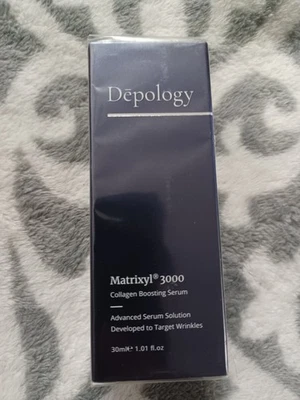 Dēpology
Matrixyl® 3000
Collagen Boosting Serum
Advanced Serum Solution
Developed to Target Wrinkles
30ml℮ 1.01 fl.oz